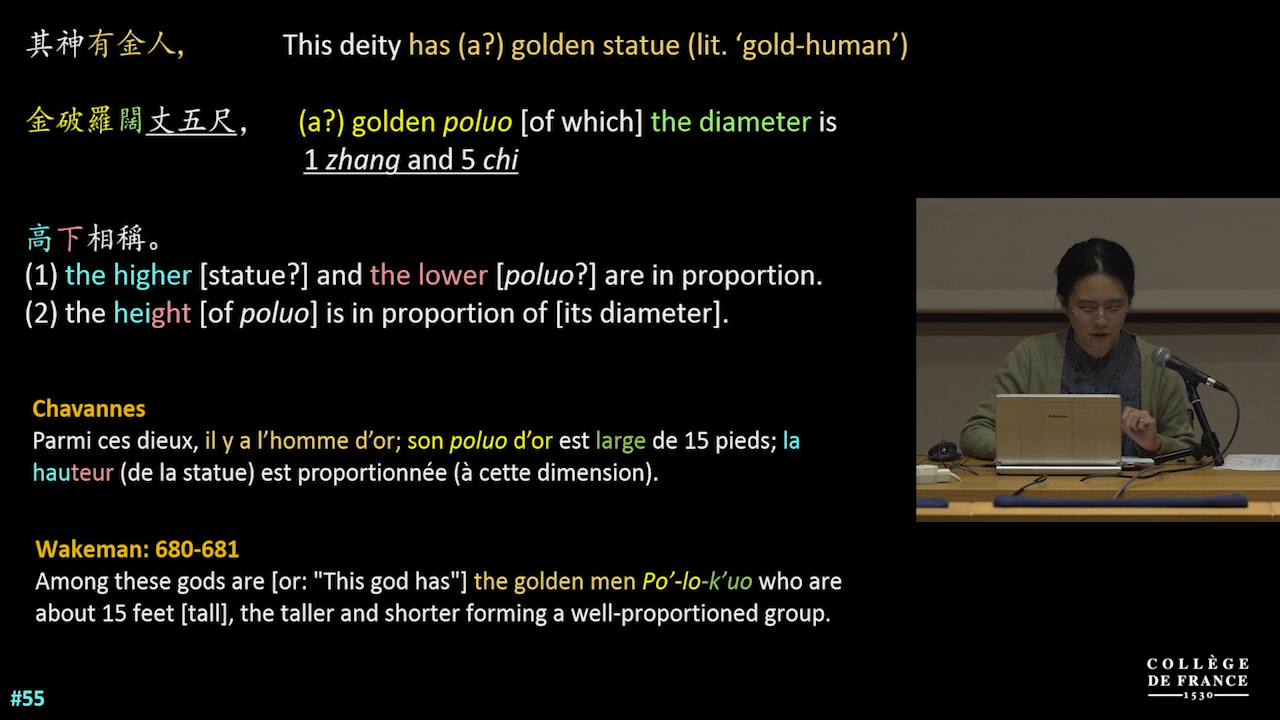 其神有金人,
This deity has (a?) golden statue (lit. ‘gold-human’)
金破羅闊丈五尺,
(a?) golden poluo [of which] the diameter is
1 zhang and 5 chi
高下相稱。
(1) the higher [statue?] and the lower [poluo?] are in proportion.
(2) the height [of poluo] is in proportion of [its diameter].
Chavannes
Parmi ces dieux, il y a l’homme d’or; son poluo d’or est large de 15 pieds; la
hauteur (de la statue) est proportionnée (à cette dimension).
Wakeman: 680-681
Among these gods are [or: "This god has"] the golden men Po’-lo-k’uo who are
about 15 feet [tall], the taller and shorter forming a well-proportioned group.
#55
COLLÈGE
DE FRANCE
1530
Panasonic